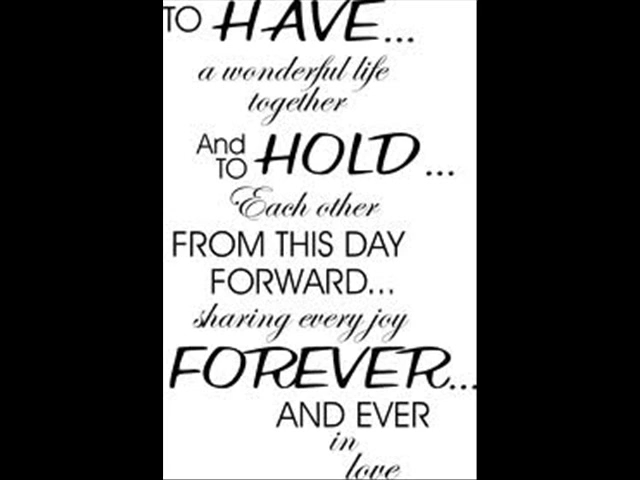 TO HAVE...
a wonderful life
together
And
TO HOLD...
Each other
FROM THIS DAY
FORWARD...
sharing every joy
FOREVER...
AND EVER
in
love